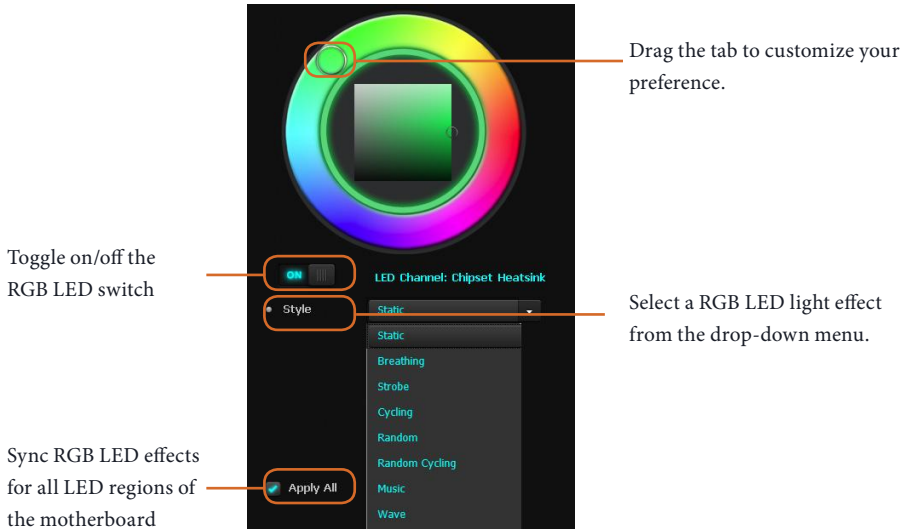 Drag the tab to customize your
preference.
Toggle on/off the
RGB LED switch
ON
LED Channel: Chipset Heatsink
Style
Static
Select a RGB LED light effect
from the drop-down menu.
Static
Breathing
Strobe
Cycling
Random
Random Cycling
Music
Wave
Sync RGB LED effects
for all LED regions of
the motherboard
Apply All